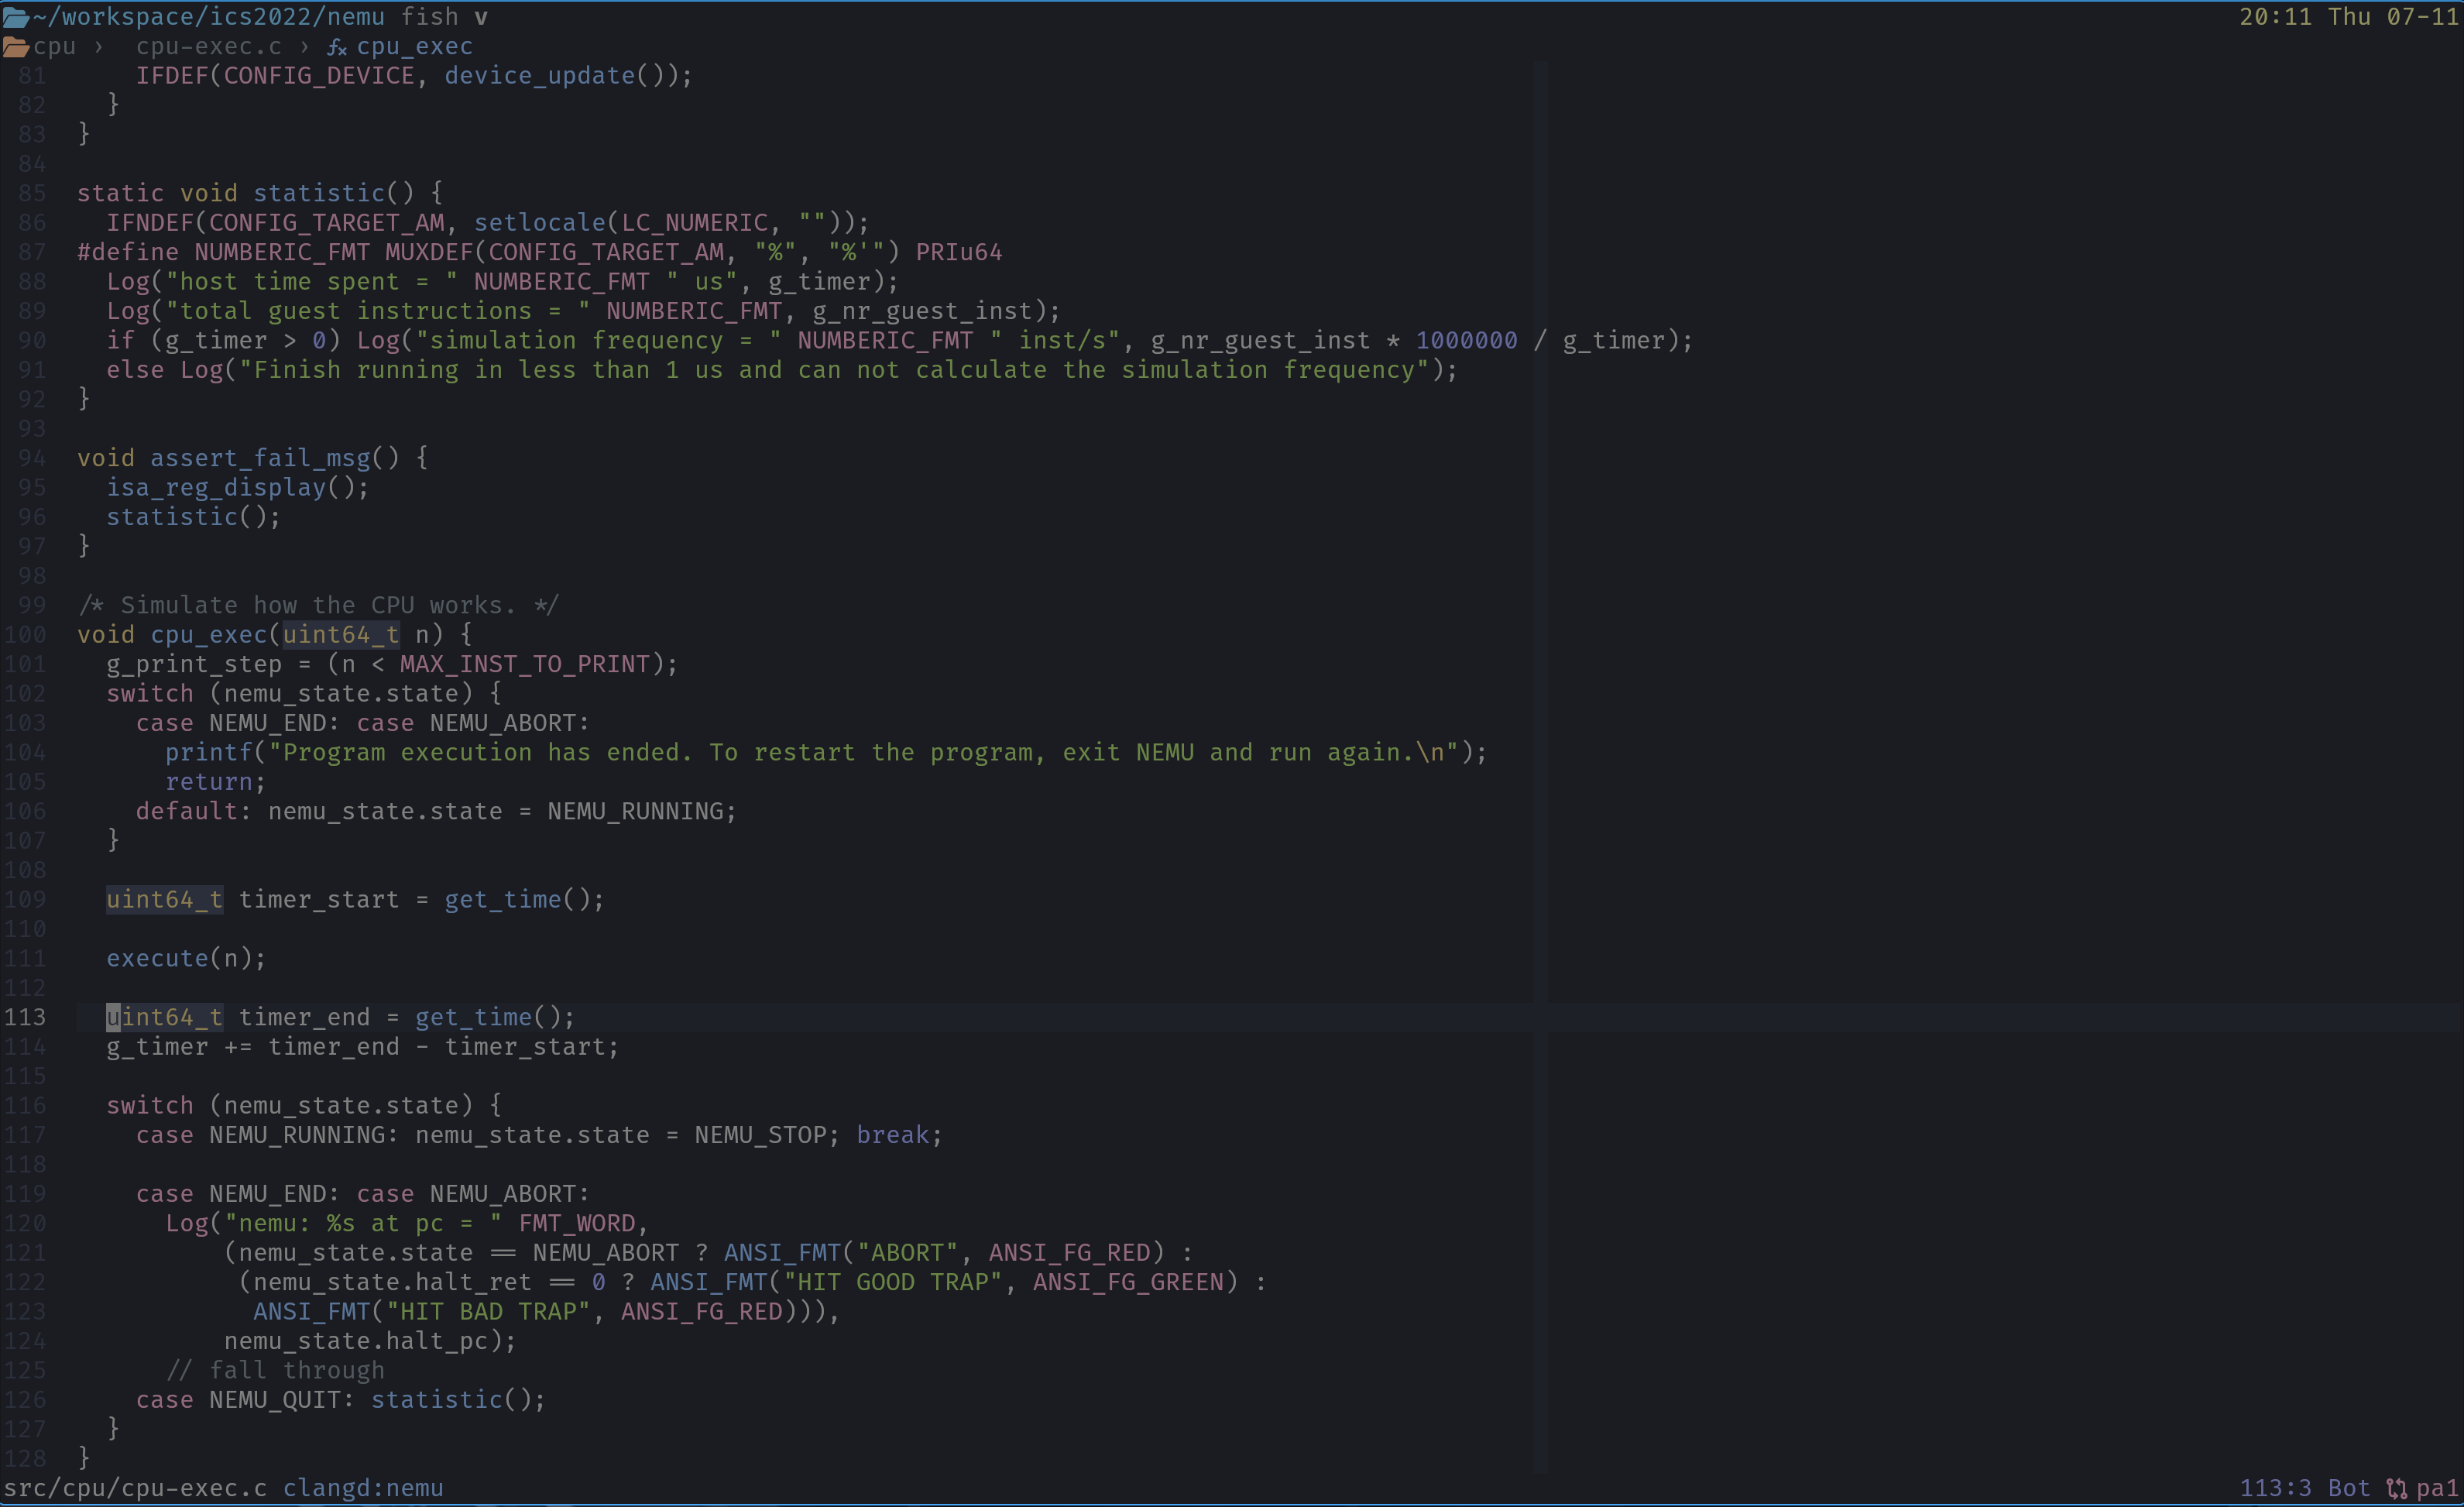 ~/workspace/ics2022/nemu fish v 20:11 Thu 07-11
cpu › cpu-exec.c › fx cpu_exec
81       IFDEF(CONFIG_DEVICE, device_update());
82     }
83   }
84
85   static void statistic() {
86     IFNDEF(CONFIG_TARGET_AM, setlocale(LC_NUMERIC, ""));
87   #define NUMBERIC_FMT MUXDEF(CONFIG_TARGET_AM, "%", "%'") PRIu64
88     Log("host time spent = " NUMBERIC_FMT " us", g_timer);
89     Log("total guest instructions = " NUMBERIC_FMT, g_nr_guest_inst);
90     if (g_timer > 0) Log("simulation frequency = " NUMBERIC_FMT " inst/s", g_nr_guest_inst * 1000000 / g_timer);
91     else Log("Finish running in less than 1 us and can not calculate the simulation frequency");
92   }
93
94   void assert_fail_msg() {
95     isa_reg_display();
96     statistic();
97   }
98
99   /* Simulate how the CPU works. */
100  void cpu_exec(uint64_t n) {
101    g_print_step = (n < MAX_INST_TO_PRINT);
102    switch (nemu_state.state) {
103      case NEMU_END: case NEMU_ABORT:
104        printf("Program execution has ended. To restart the program, exit NEMU and run again.\n");
105        return;
106      default: nemu_state.state = NEMU_RUNNING;
107    }
108
109    uint64_t timer_start = get_time();
110
111    execute(n);
112
113    uint64_t timer_end = get_time();
114    g_timer += timer_end - timer_start;
115
116    switch (nemu_state.state) {
117      case NEMU_RUNNING: nemu_state.state = NEMU_STOP; break;
118
119      case NEMU_END: case NEMU_ABORT:
120        Log("nemu: %s at pc = " FMT_WORD,
121            (nemu_state.state == NEMU_ABORT ? ANSI_FMT("ABORT", ANSI_FG_RED) :
122             (nemu_state.halt_ret == 0 ? ANSI_FMT("HIT GOOD TRAP", ANSI_FG_GREEN) :
123              ANSI_FMT("HIT BAD TRAP", ANSI_FG_RED))),
124            nemu_state.halt_pc);
125        // fall through
126      case NEMU_QUIT: statistic();
127    }
128  }
src/cpu/cpu-exec.c clangd:nemu 113:3 Bot pa1